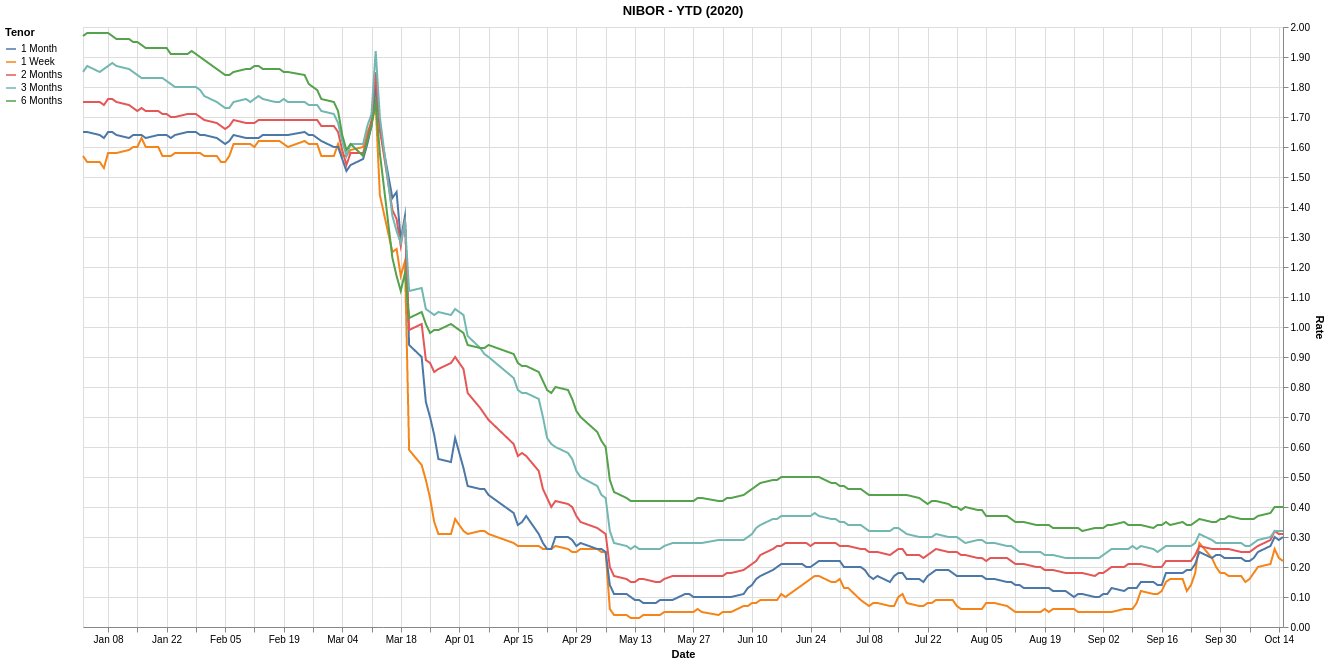 NIBOR - YTD (2020)
Tenor
1 Month
1 Week
2 Months
3 Months
6 Months
2.00
1.90
1.80
1.70
1.60
1.50
1.40
1.30
1.20
1.10
1.00
0.90
0.80
0.70
0.60
0.50
0.40
0.30
0.20
0.10
0.00
Rate
Jan 08 Jan 22 Feb 05 Feb 19 Mar 04 Mar 18 Apr 01 Apr 15 Apr 29 May 13 May 27 Jun 10 Jun 24 Jul 08 Jul 22 Aug 05 Aug 19 Sep 02 Sep 16 Sep 30 Oct 14
Date